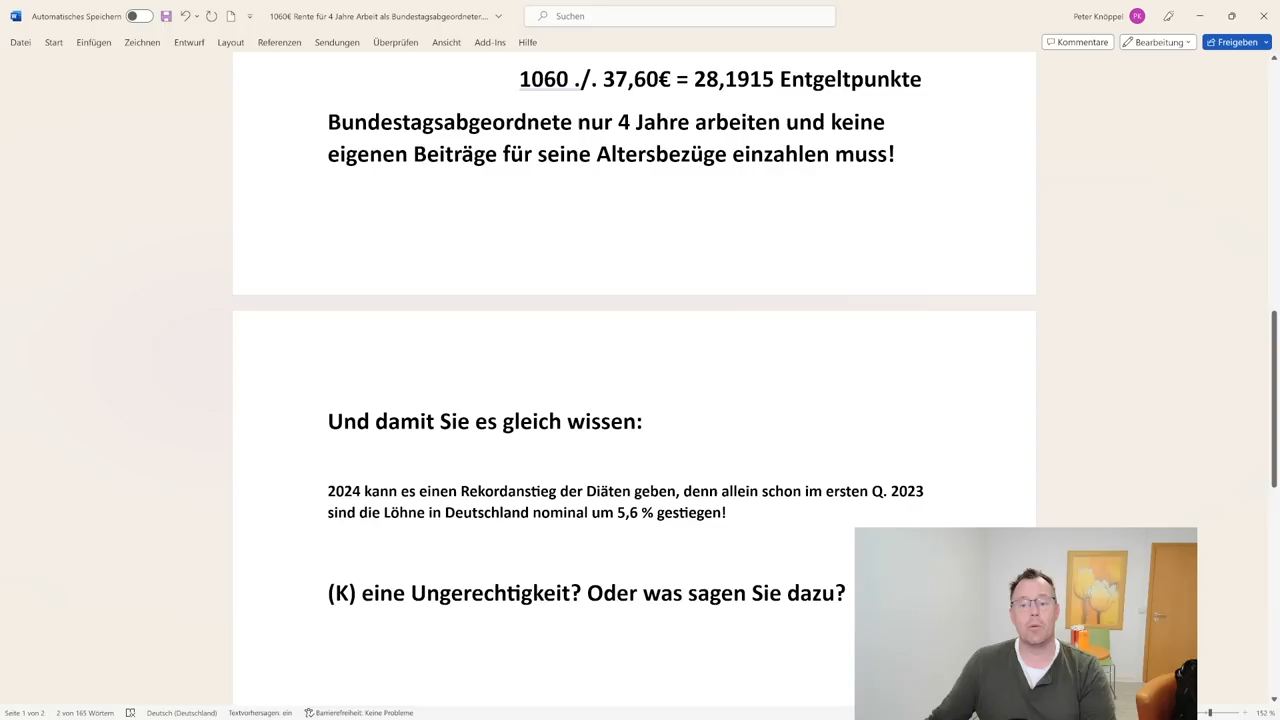 Automatisches Speichern
1060€ Rente für 4 Jahre Arbeit als Bundestagsabgeordneter....
Suchen
Peter Knöppel
PK
Datei Start Einfügen Zeichnen Entwurf Layout Referenzen Sendungen Überprüfen Ansicht Add-Ins Hilfe
Kommentare
Bearbeitung
Freigeben
1060 ./. 37,60€ = 28,1915 Entgeltpunkte
Bundestagsabgeordnete nur 4 Jahre arbeiten und keine
eigenen Beiträge für seine Altersbezüge einzahlen muss!
Und damit Sie es gleich wissen:
2024 kann es einen Rekordanstieg der Diäten geben, denn allein schon im ersten Q. 2023
sind die Löhne in Deutschland nominal um 5,6 % gestiegen!
(K) eine Ungerechtigkeit? Oder was sagen Sie dazu?
Seite 1 von 2 2 von 165 Wörtern Deutsch (Deutschland) Textvorhersagen: ein Barrierefreiheit: Keine Probleme
152 %